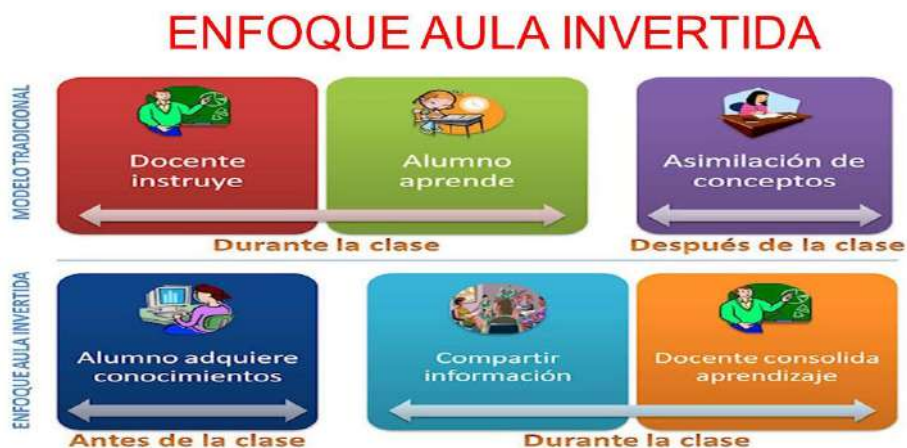 ENFOQUE AULA INVERTIDA
MODELO TRADICIONAL
Docente
instruye
Alumno
aprende
Asimilación de
conceptos
Durante la clase
Después de la clase
ENFOQUE AULA INVERTIDA
Alumno adquiere
conocimientos
Compartir
información
Docente consolida
aprendizaje
Antes de la clase
Durante la clase